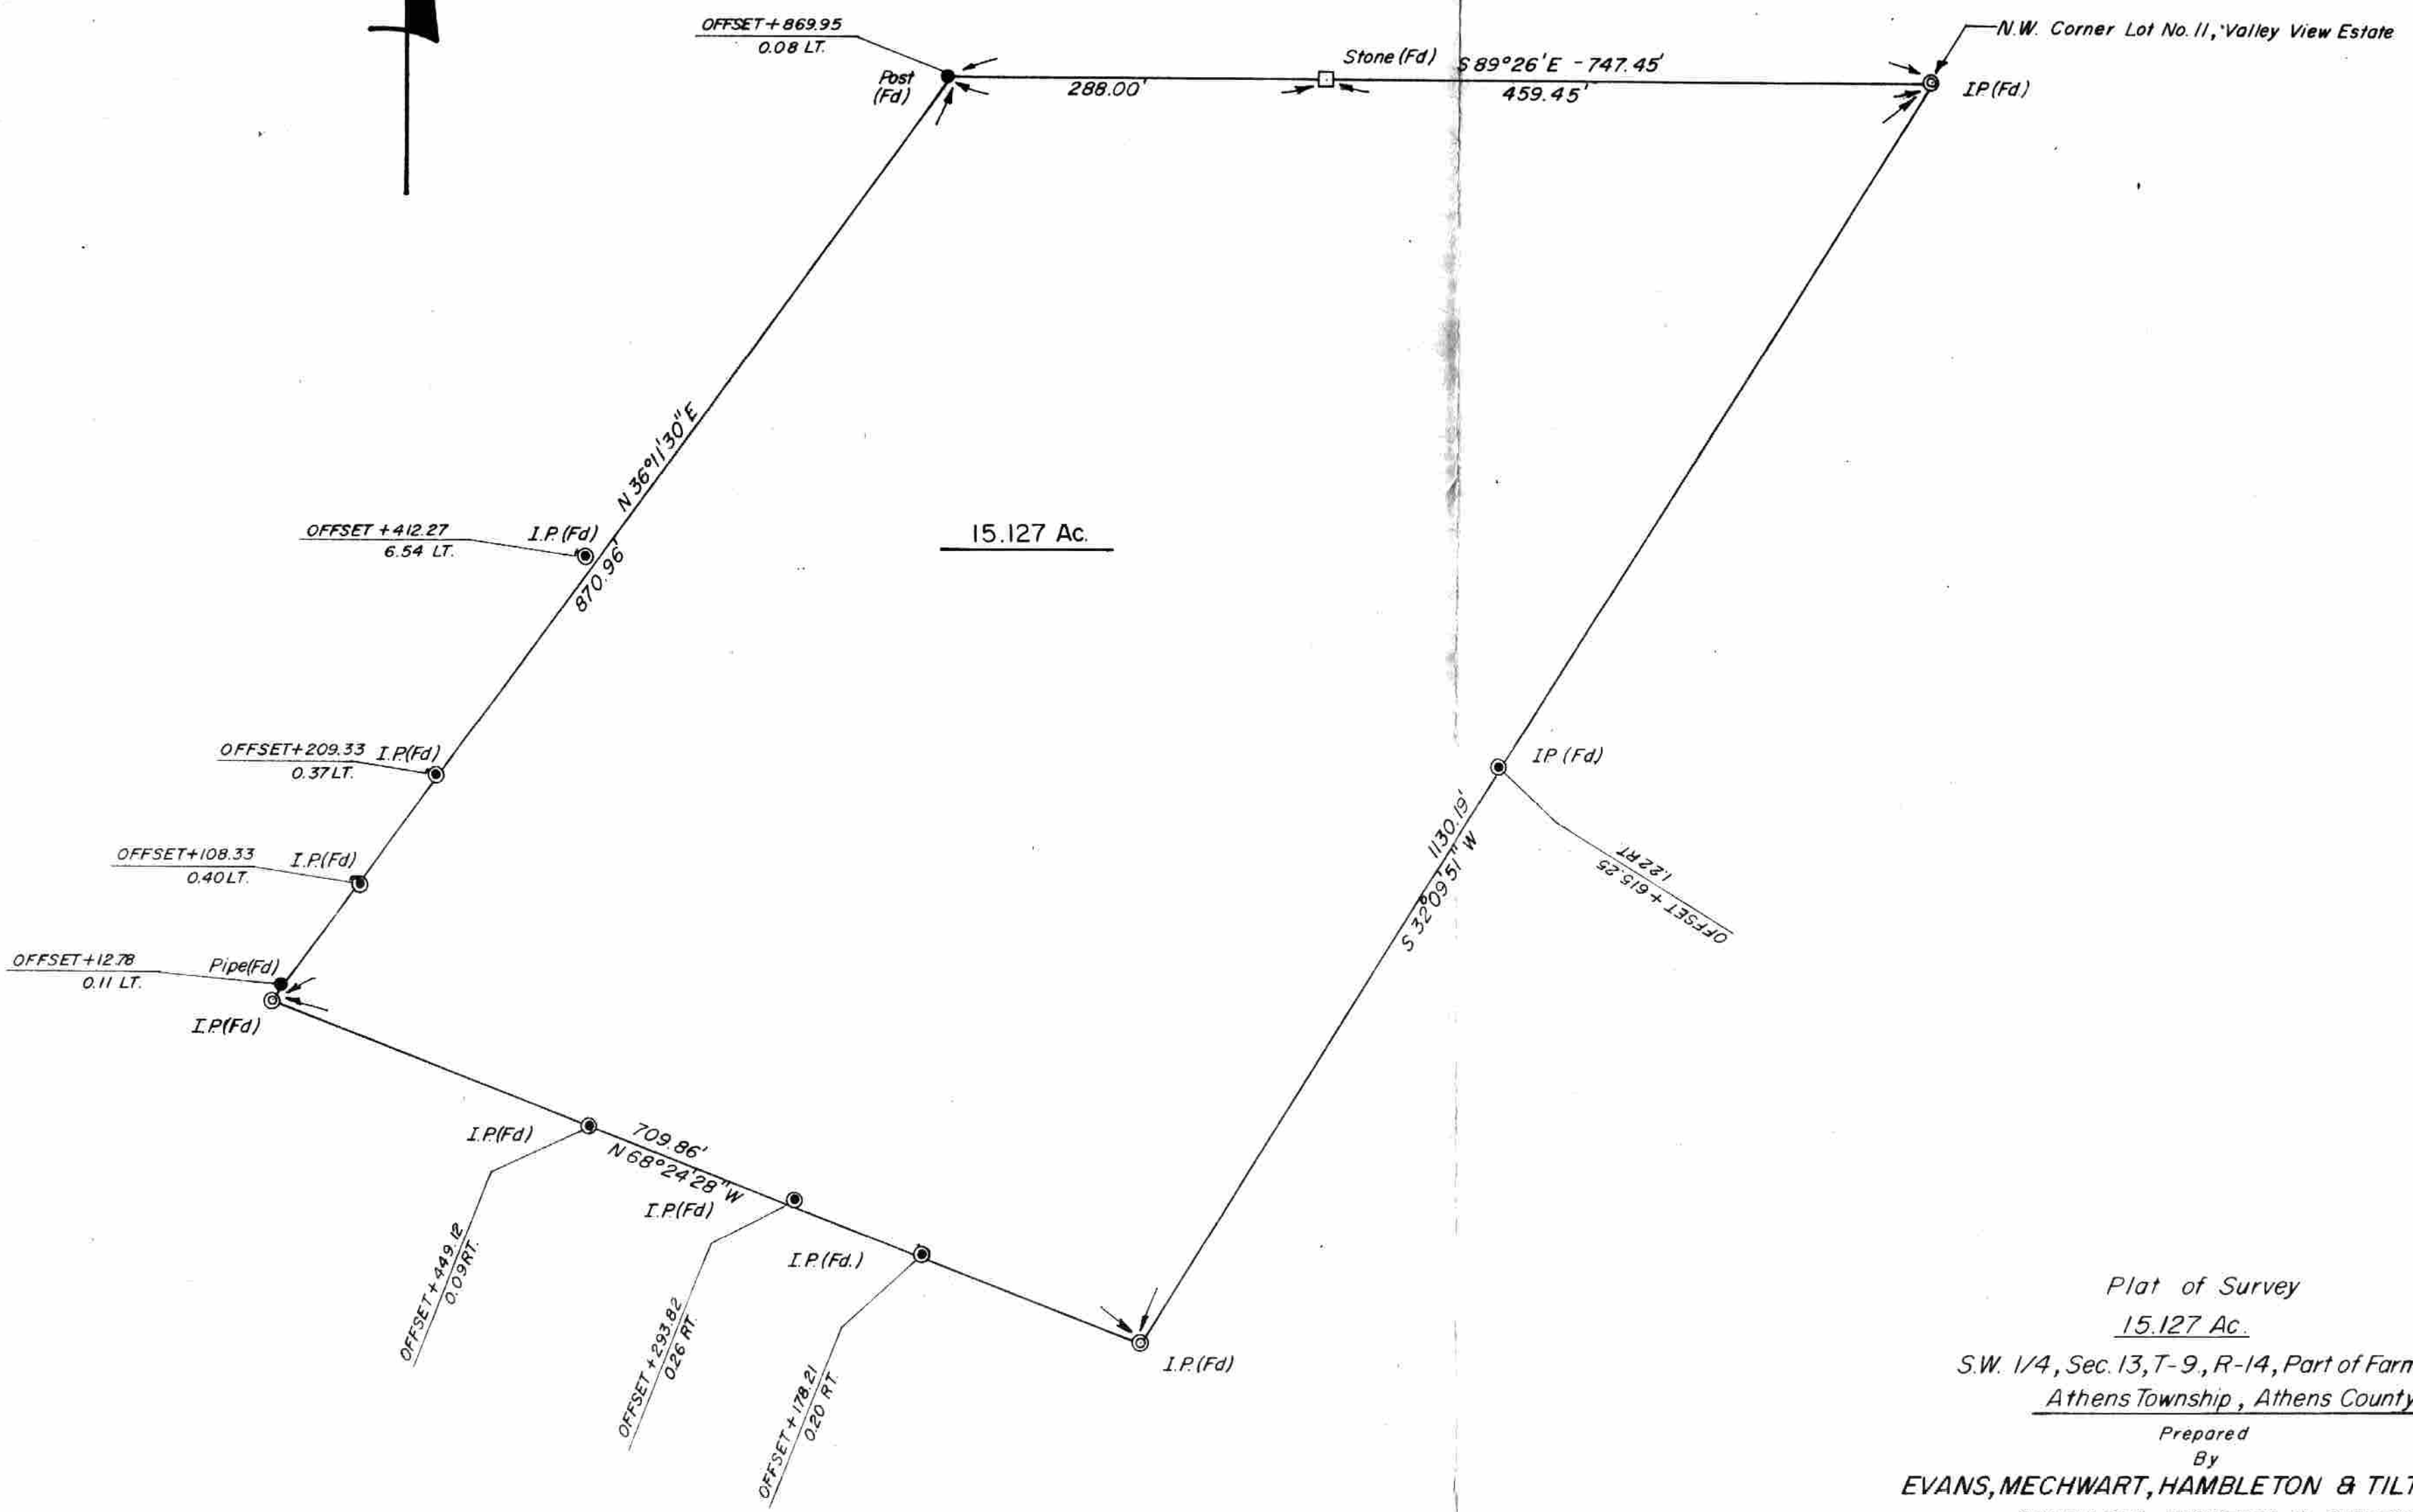 OFFSET+869.95
0.08 LT.
N.W. Corner Lot No. 11, Valley View Estate
Post
(Fd)
Stone (Fd)
S 89°26'E - 747.45'
288.00'
459.45'
I.P. (Fd)
N 36°11'30"E
870.96'
OFFSET +412.27
6.54 LT.
I.P. (Fd)
15.127 Ac.
OFFSET+209.33
0.37 LT.
I.P.(Fd)
I.P. (Fd)
1130.19'
S 32°09'51" W
OFFSET + 615.25
1.22 RT.
OFFSET+108.33
0.40 LT.
I.P.(Fd)
OFFSET+12.78
0.11 LT.
Pipe(Fd)
I.P.(Fd)
I.P.(Fd)
709.86'
N 68°24'28"W
I.P.(Fd)
I.P. (Fd.)
I.P. (Fd)
OFFSET+449.12
0.09 RT.
OFFSET +293.82
0.26 RT.
OFFSET+178.21
0.20 RT.
Plat of Survey
15.127 Ac.
S.W. 1/4, Sec. 13, T-9, R-14, Part of Farm
Athens Township, Athens County
Prepared
By
EVANS, MECHWART, HAMBLETON & TILT